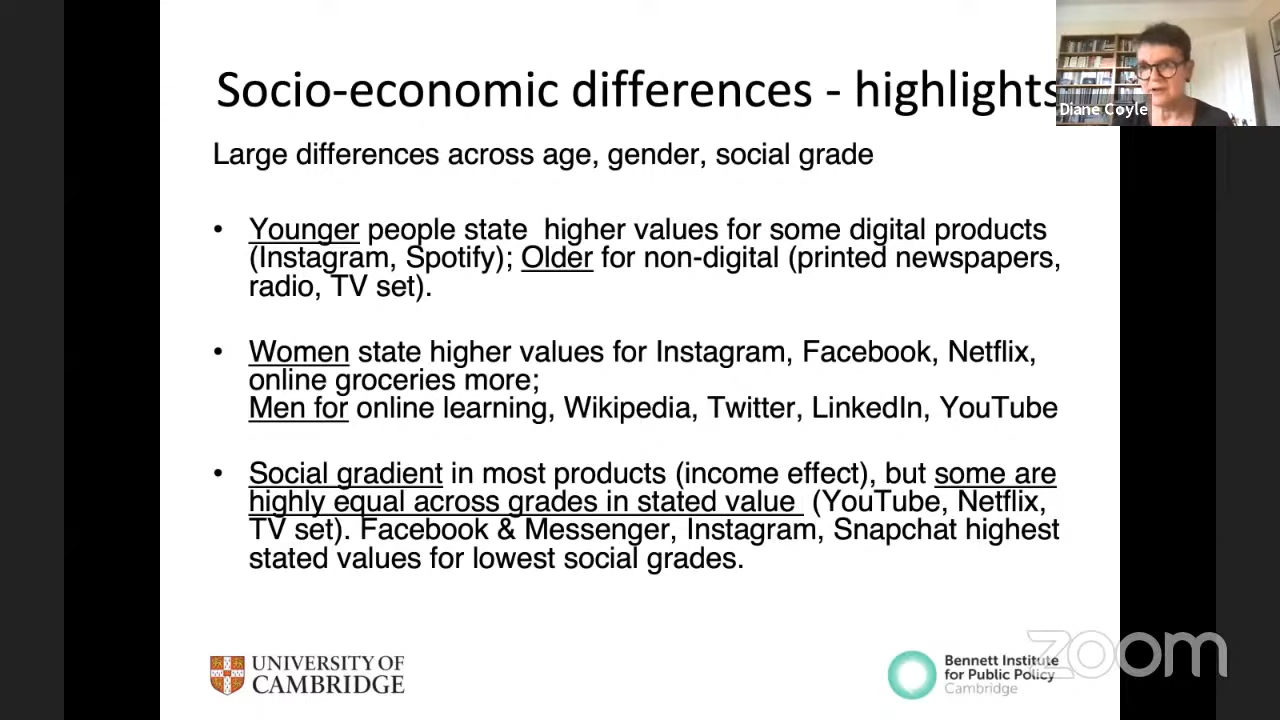 Socio-economic differences - highlights
Diane Coyle
Large differences across age, gender, social grade
• Younger people state higher values for some digital products
(Instagram, Spotify); Older for non-digital (printed newspapers,
radio, TV set).
• Women state higher values for Instagram, Facebook, Netflix,
online groceries more;
Men for online learning, Wikipedia, Twitter, LinkedIn, YouTube
• Social gradient in most products (income effect), but some are
highly equal across grades in stated value (YouTube, Netflix,
TV set). Facebook & Messenger, Instagram, Snapchat highest
stated values for lowest social grades.
UNIVERSITY OF
CAMBRIDGE
Bennett Institute
for Public Policy
Cambridge
zoom